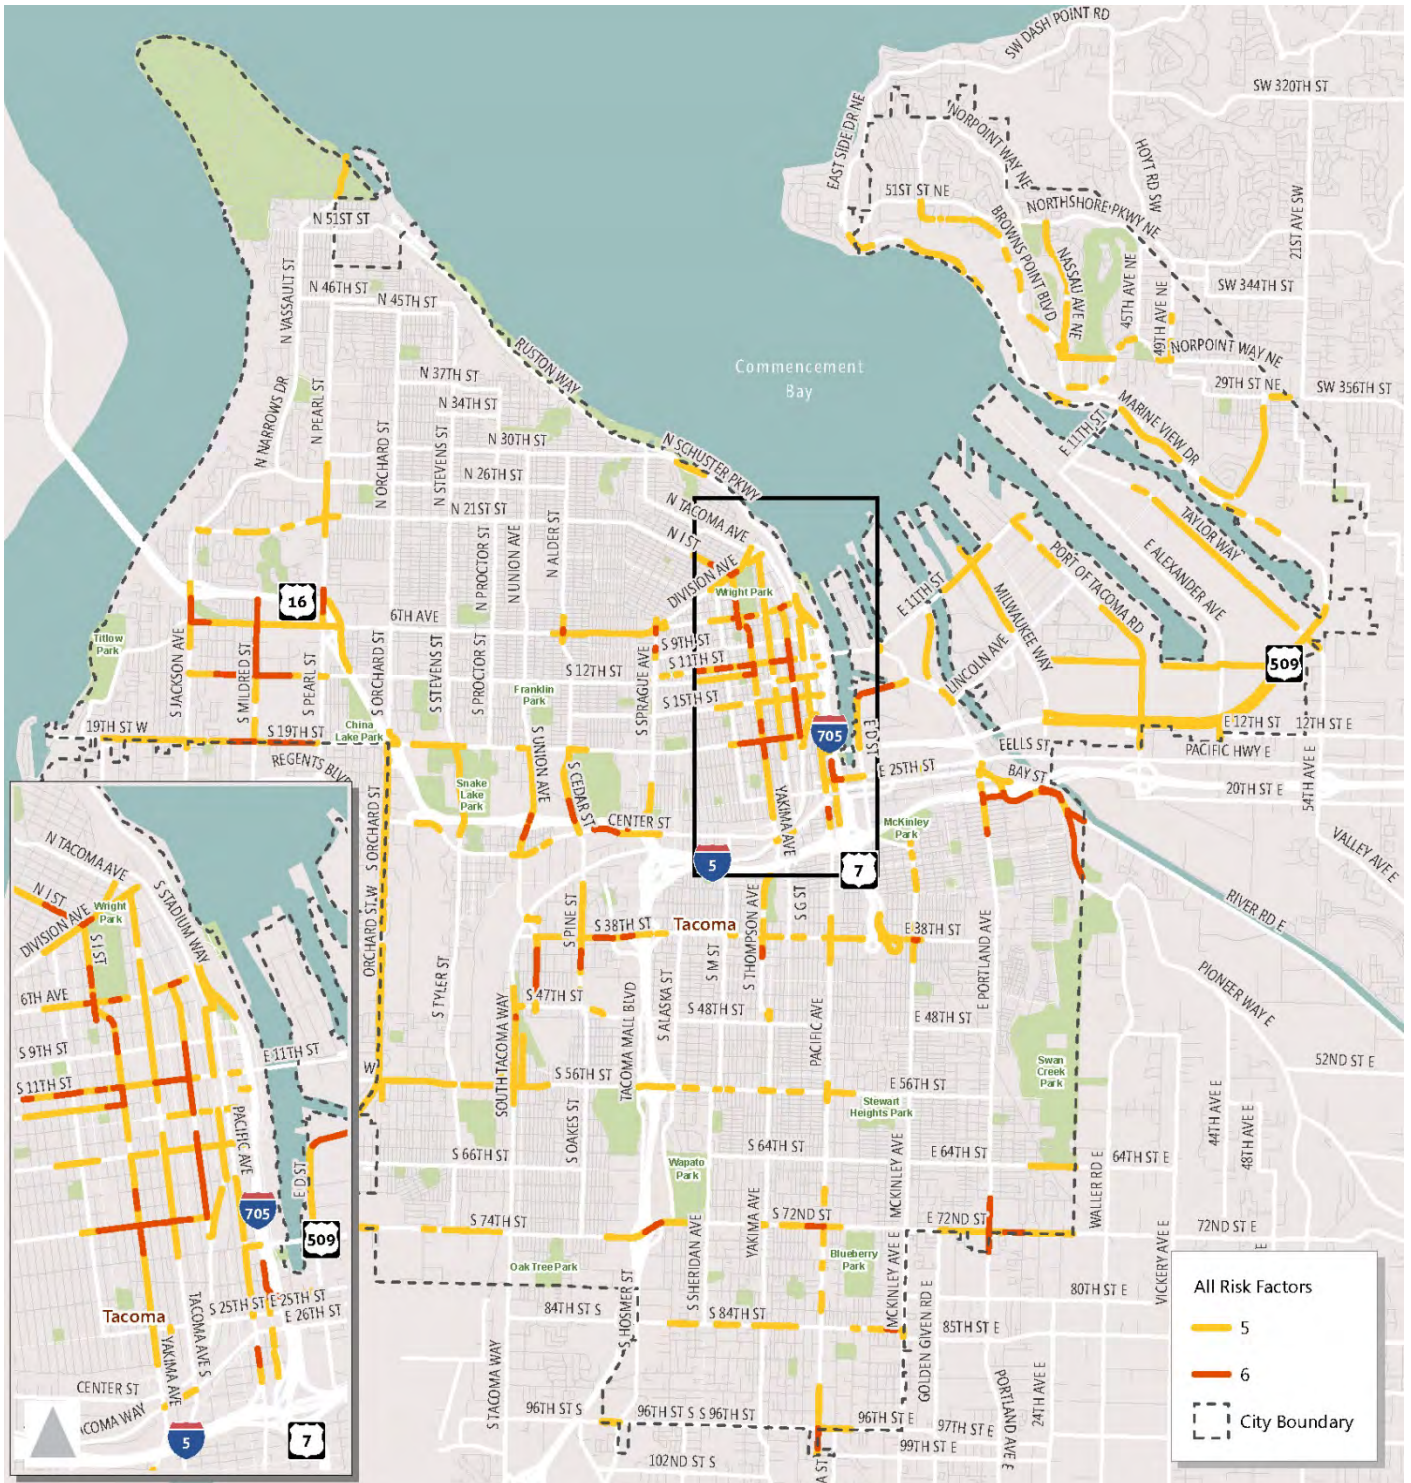 SW DASH POINT RD
SW 320TH ST
EAST SIDE DR NE
NORPOINT WAY NE
HOYT RD SW
51ST ST NE
NORTHSHORE PKWY NE
21ST AVE SW
BROWNS POINT BLVD
NASSAU AVE NE
45TH AVE NE
49TH AVE NE
SW 344TH ST
NORPOINT WAY NE
29TH ST NE
SW 356TH ST
N 51ST ST
N VASSAULT ST
N 46TH ST
N 45TH ST
RUSTON WAY
Commencement
Bay
N 37TH ST
N 34TH ST
N 30TH ST
N 26TH ST
N 21ST ST
N NARROWS DR
N PEARL ST
N ORCHARD ST
N STEVENS ST
N PROCTOR ST
N UNION AVE
N ALDER ST
N SCHUSTER PKWY
N TACOMA AVE
N I ST
DIVISION AVE
Wright Park
MARINE VIEW DR
E 11TH ST
TAYLOR WAY
E ALEXANDER AVE
PORT OF TACOMA RD
MILWAUKEE WAY
E 11TH ST
LINCOLN AVE
16
6TH AVE
Titlow
Park
S JACKSON AVE
S MILDRED ST
S PEARL ST
S ORCHARD ST
S STEVENS ST
S PROCTOR ST
S 9TH ST
S 11TH ST
S 12TH ST
S 15TH ST
S SPRAGUE AVE
Franklin
Park
509
19TH ST W
S 19TH ST
China
Lake Park
REGENTS BLV
705
E D ST
E 25TH ST
E 12TH ST
12TH ST E
EELLS ST
PACIFIC HWY E
BAY ST
20TH ST E
54TH AVE E
VALLEY AVE E
Snake
Lake
Park
S UNION AVE
S CEDAR ST
CENTER ST
YAKIMA AVE
McKinley
Park
5
7
S ORCHARD ST
ORCHARD ST W
S PINE ST
S 38TH ST
Tacoma
S G ST
E 38TH ST
E PORTLAND AVE
RIVER RD E
PIONEER WAY E
S TYLER ST
SOUTH TACOMA WAY
S 47TH ST
TACOMA MALL BLVD
S ALASKA ST
S M ST
S THOMPSON AVE
S 48TH ST
PACIFIC AVE
E 48TH ST
52ND ST E
S 56TH ST
E 56TH ST
Swan
Creek
Park
Stewart
Heights Park
44TH AVE E
48TH AVE E
S 66TH ST
S OAKES ST
S 64TH ST
E 64TH ST
64TH ST E
MCKINLEY AVE
WALLER RD E
Wapato
Park
S 74TH ST
S 72ND ST
E 72ND ST
72ND ST E
YAKIMA AVE
S SHERIDAN AVE
Blueberry
Park
MCKINLEY AVE E
GOLDEN GIVEN RD E
VICKERY AVE E
Oak Tree Park
S HOSMER ST
84TH ST S
S 84TH ST
80TH ST E
85TH ST E
S TACOMA WAY
96TH ST S
96TH ST S
S 96TH ST
96TH ST E
97TH ST E
99TH ST E
PORTLAND AVE E
24TH AVE E
102ND ST S
A ST
N TACOMA AVE
N I ST
DIVISION AVE
Wright
Park
S I ST
S STADIUM WAY
6TH AVE
S 9TH ST
S 11TH ST
E 11TH ST
W
PACIFIC AVE
E D ST
705
509
S 25TH ST
E 25TH ST
E 26TH ST
Tacoma
TACOMA AVE S
YAKIMA AVE
CENTER ST
TACOMA WAY
5
7
All Risk Factors
5
6
City Boundary